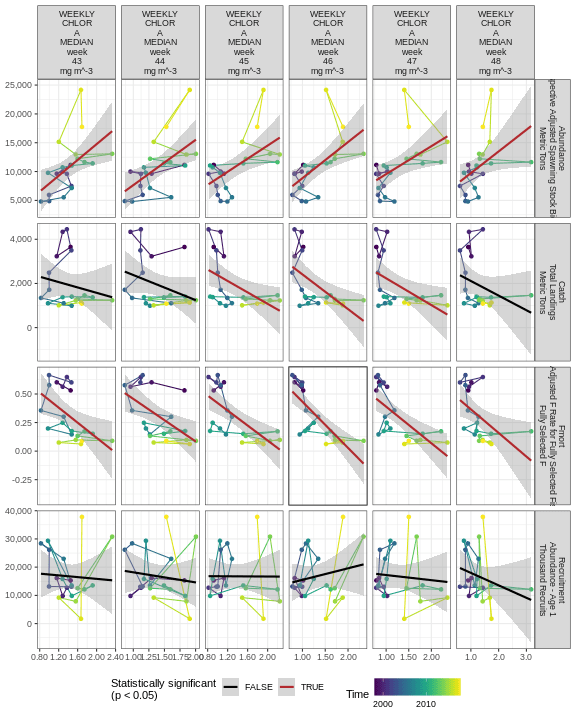 WEEKLY
CHLOR
A
MEDIAN
week
43
mg m^-3
WEEKLY
CHLOR
A
MEDIAN
week
44
mg m^-3
WEEKLY
CHLOR
A
MEDIAN
week
45
mg m^-3
WEEKLY
CHLOR
A
MEDIAN
week
46
mg m^-3
WEEKLY
CHLOR
A
MEDIAN
week
47
mg m^-3
WEEKLY
CHLOR
A
MEDIAN
week
48
mg m^-3
25,000
20,000
15,000
10,000
5,000
Abundance
Adjusted Spawning Stock
Metric Tons
4,000
2,000
0
Catch
Total Landings
Metric Tons
0.50
0.25
0.00
-0.25
Fmort
Adjusted F Rate for Fully Selected
Fully Selected F
40,000
30,000
20,000
10,000
0
Recruitment
Abundance - Age 1
Thousand Recruits
0.80 1.20 1.60 2.00 2.40
1.25 1.50 1.75 2.00
0.80 1.20 1.60 2.00
1.20 1.60 2.00
1.00 1.50 2.00
1.0 2.0 3.0
Statistically significant
(p < 0.05)
FALSE
TRUE
Time
2000
2010